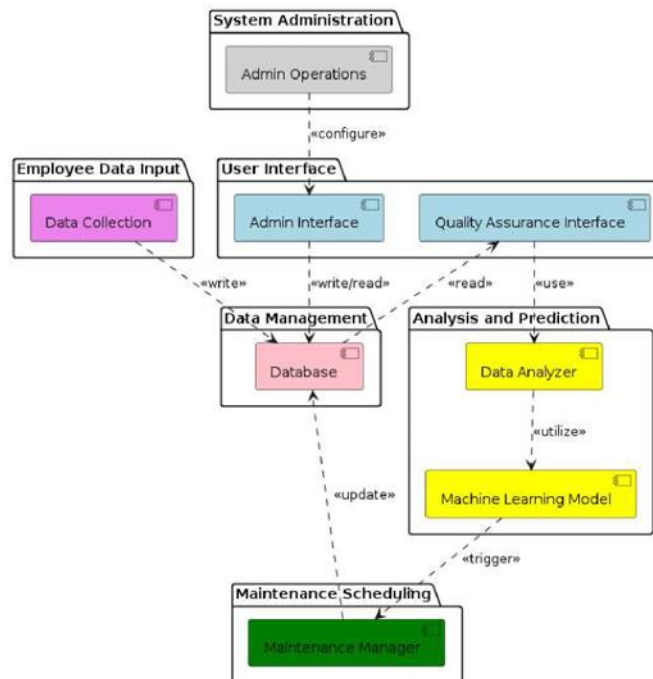 System Administration
Admin Operations
«configure»
Employee Data Input
User Interface
Data Collection
Admin Interface
Quality Assurance Interface
«write»
«write/read»
«read»
«use»
Data Management
Analysis and Prediction
Database
Data Analyzer
«utilize»
«update»
Machine Learning Model
«trigger»
Maintenance Scheduling
Maintenance Manager